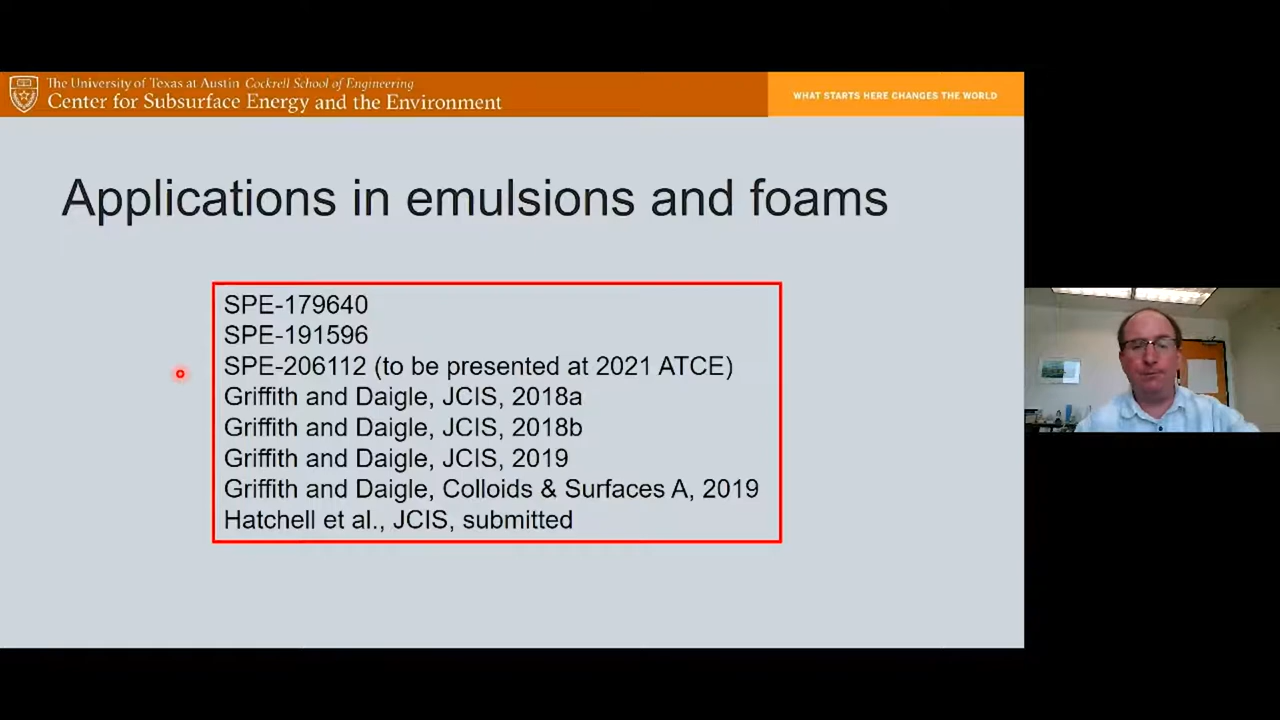 The University of Texas at Austin Cockrell School of Engineering
Center for Subsurface Energy and the Environment
WHAT STARTS HERE CHANGES THE WORLD
Applications in emulsions and foams
SPE-179640
SPE-191596
SPE-206112 (to be presented at 2021 ATCE)
Griffith and Daigle, JCIS, 2018a
Griffith and Daigle, JCIS, 2018b
Griffith and Daigle, JCIS, 2019
Griffith and Daigle, Colloids & Surfaces A, 2019
Hatchell et al., JCIS, submitted